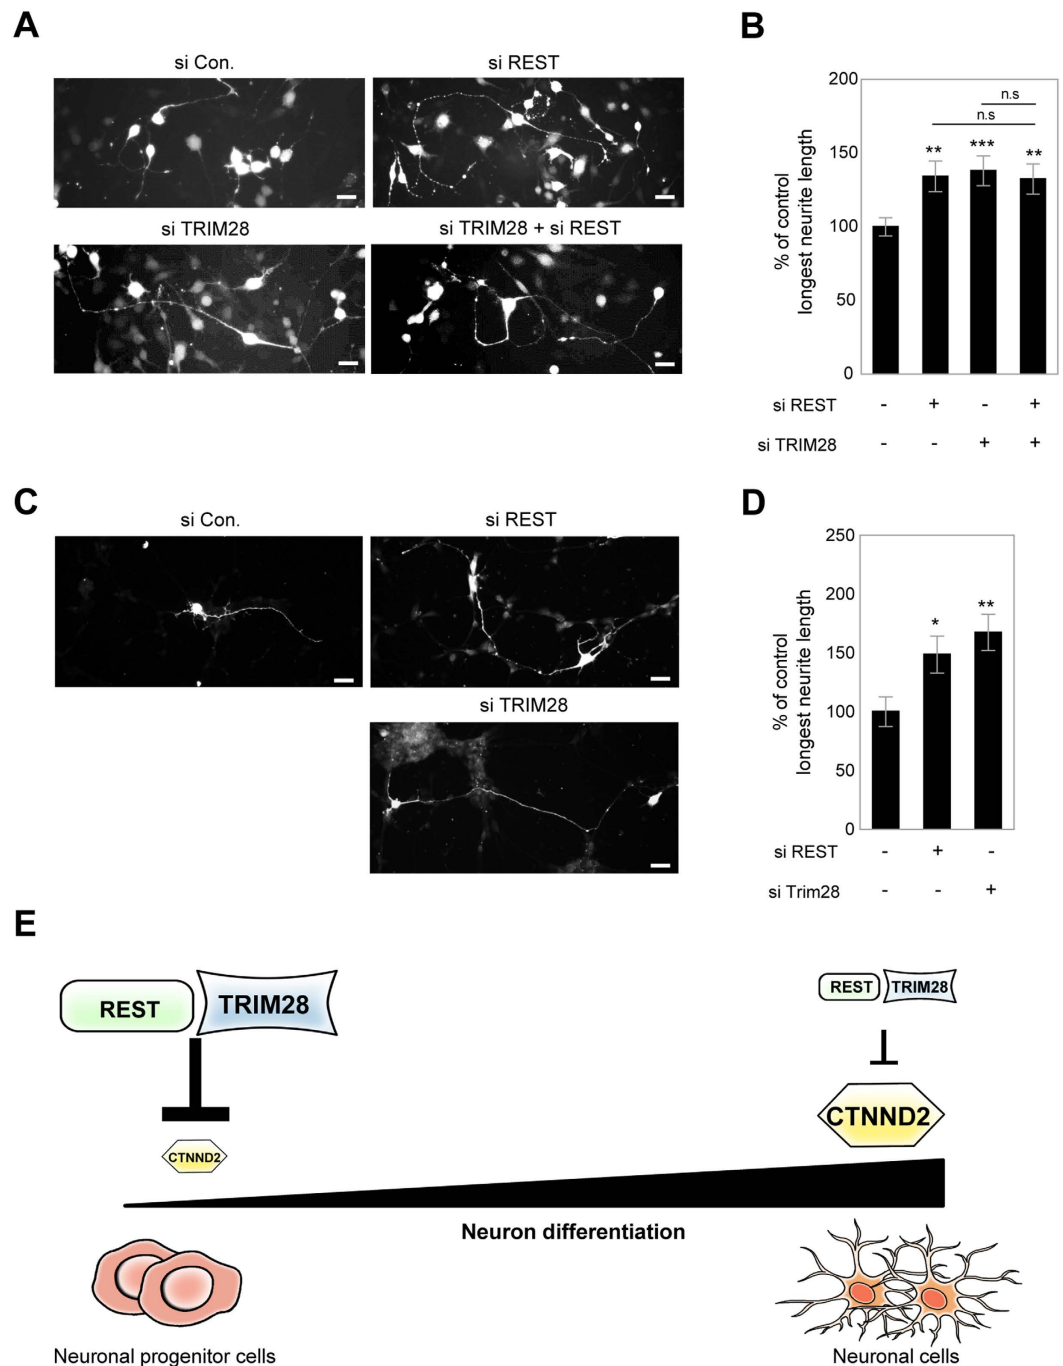 A
si Con.
si REST
si TRIM28
si TRIM28 + si REST
B
% of control
longest neurite length
200
150
100
50
0
n.s
n.s
**
***
**
si REST - + - +
si TRIM28 - - + +
C
si Con.
si REST
si TRIM28
D
% of control
longest neurite length
250
200
150
100
50
0
*
**
si REST - + -
si Trim28 - - +
E
REST
TRIM28
CTNND2
REST
TRIM28
CTNND2
Neuron differentiation
Neuronal progenitor cells
Neuronal cells